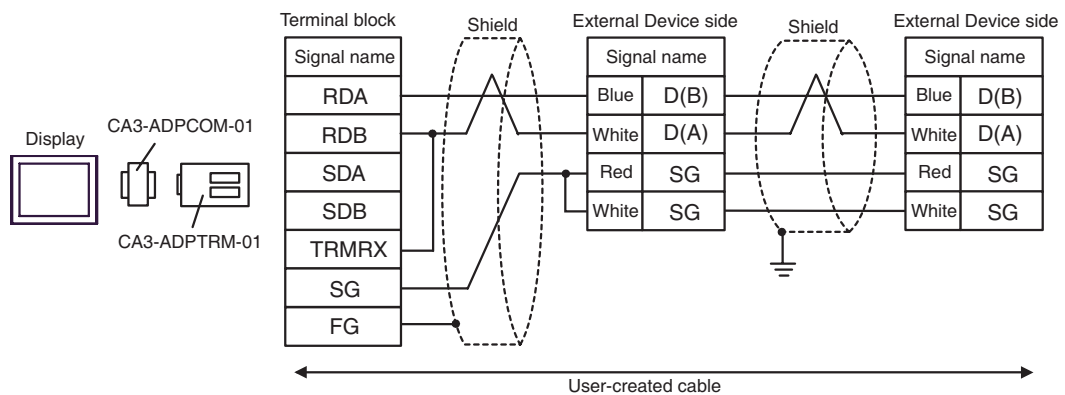 Display
CA3-ADPCOM-01
CA3-ADPTRM-01
Terminal block
Signal name
RDA
RDB
SDA
SDB
TRMRX
SG
FG
Shield
External Device side
Signal name
Blue D(B)
White D(A)
Red SG
White SG
Shield
External Device side
Signal name
Blue D(B)
White D(A)
Red SG
White SG
User-created cable